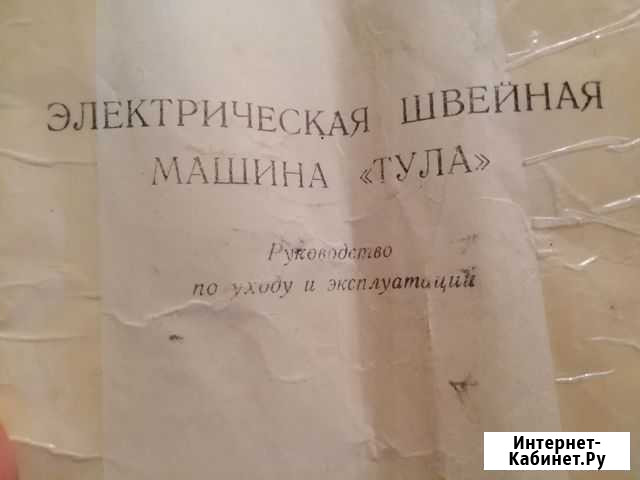 ЭЛЕКТРИЧЕСКАЯ ШВЕЙНАЯ
МАШИНА «ТУЛА»
Руководство
по уходу и эксплуатации
Интернет-
Кабинет.Ру